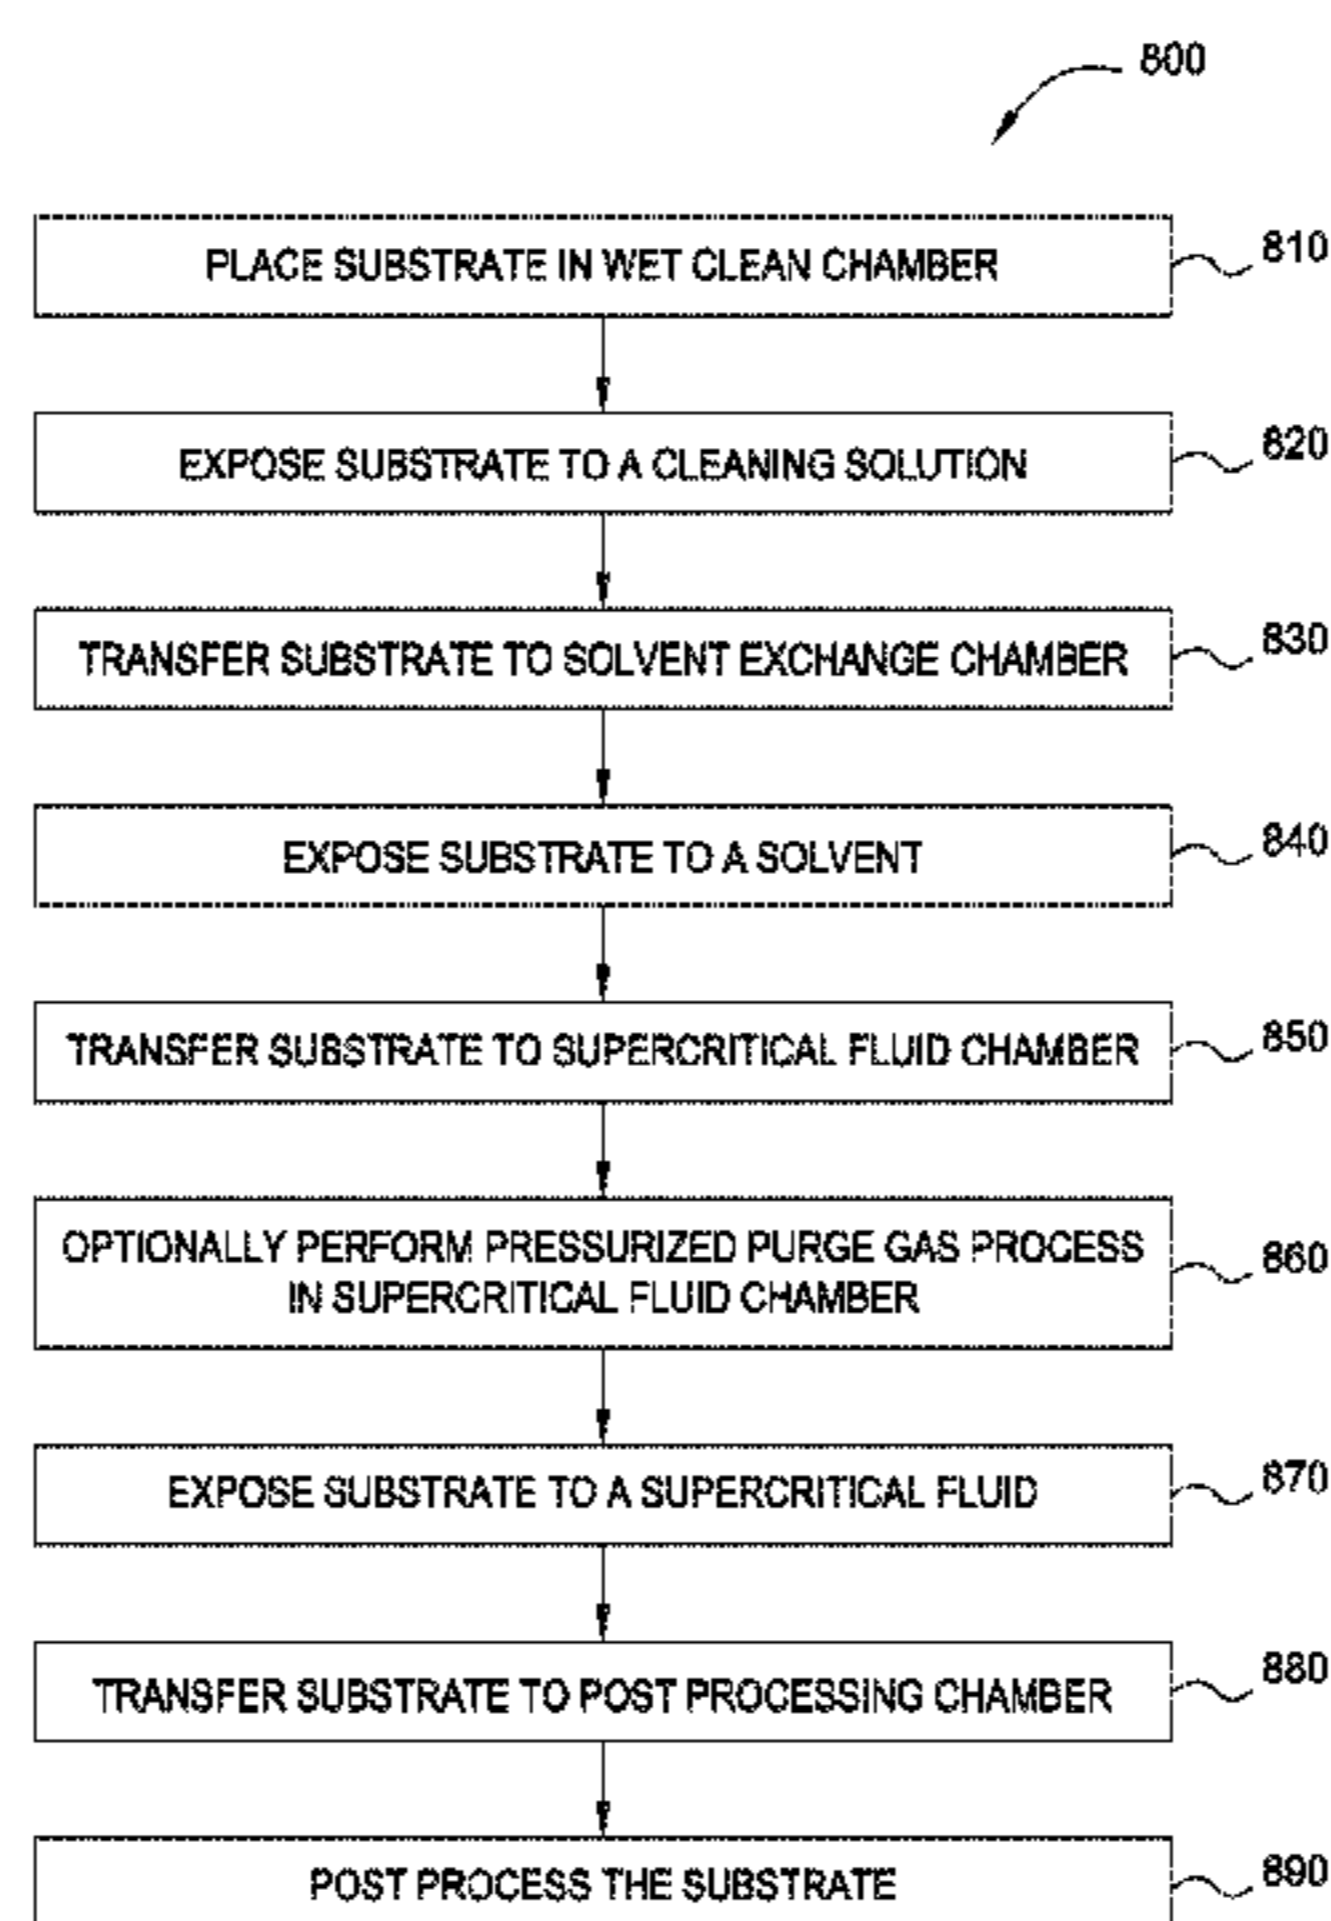 800
PLACE SUBSTRATE IN WET CLEAN CHAMBER
810
EXPOSE SUBSTRATE TO A CLEANING SOLUTION
820
TRANSFER SUBSTRATE TO SOLVENT EXCHANGE CHAMBER
830
EXPOSE SUBSTRATE TO A SOLVENT
840
TRANSFER SUBSTRATE TO SUPERCRITICAL FLUID CHAMBER
850
OPTIONALLY PERFORM PRESSURIZED PURGE GAS PROCESS
IN SUPERCRITICAL FLUID CHAMBER
860
EXPOSE SUBSTRATE TO A SUPERCRITICAL FLUID
870
TRANSFER SUBSTRATE TO POST PROCESSING CHAMBER
880
POST PROCESS THE SUBSTRATE
890